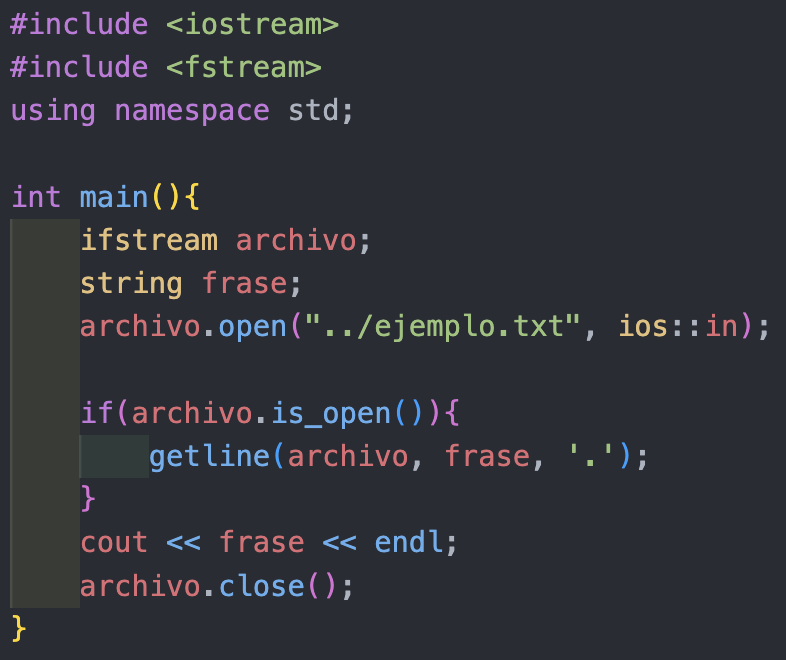 #include <iostream>
#include <fstream>
using namespace std;

int main(){
    ifstream archivo;
    string frase;
    archivo.open("../ejemplo.txt", ios::in);

    if(archivo.is_open()){
        getline(archivo, frase, '.');
    }
    cout << frase << endl;
    archivo.close();
}